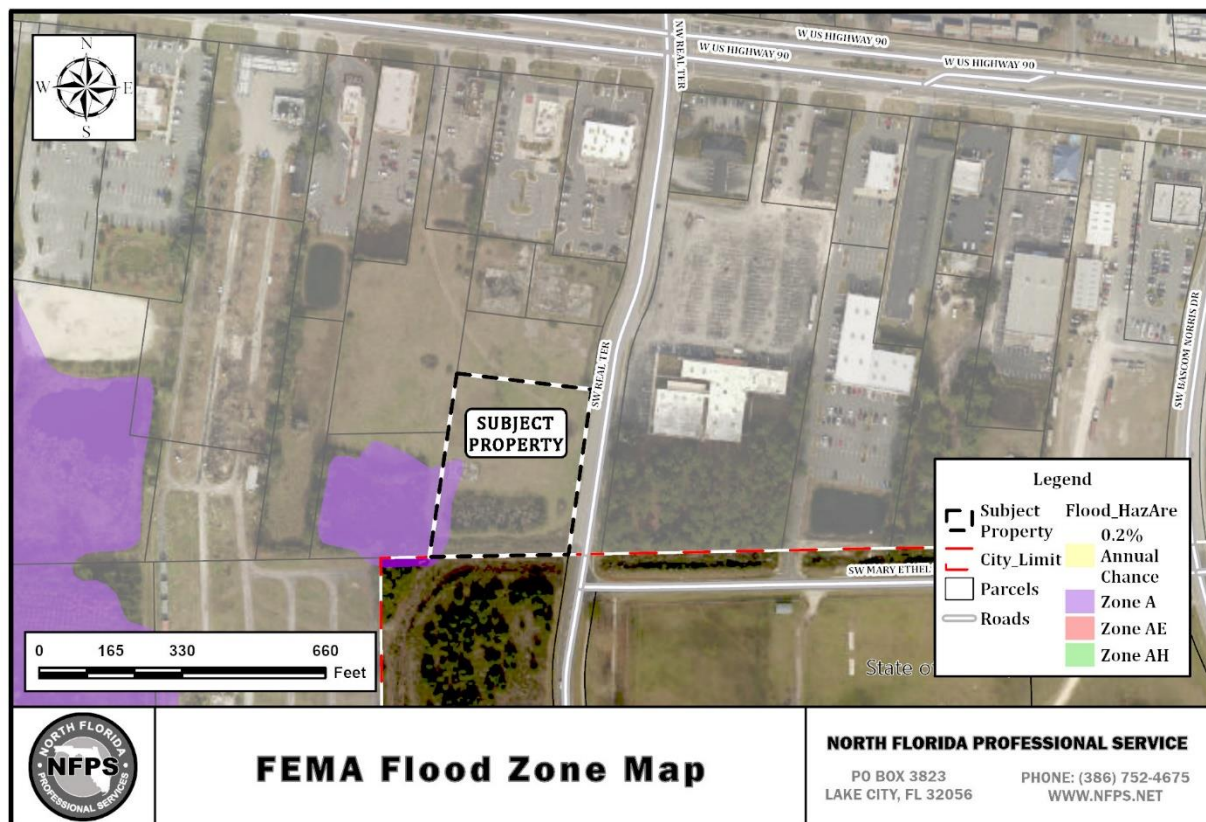 N
W E
S
NW REAL TER
W US HIGHWAY 90
W US HIGHWAY 90
W US HIGHWAY 90
SW REAL TER
SW BASCOM NORRIS DR
SUBJECT
PROPERTY
SW MARY ETHEL
State of
Legend
Subject
Property
City_Limit
Parcels
Roads
Flood_HazAre
0.2%
Annual
Chance
Zone A
Zone AE
Zone AH
0 165 330 660
Feet
NORTH FLORIDA
NFPS
PROFESSIONAL SERVICES
FEMA Flood Zone Map
NORTH FLORIDA PROFESSIONAL SERVICE
PO BOX 3823
LAKE CITY, FL 32056
PHONE: (386) 752-4675
WWW.NFPS.NET